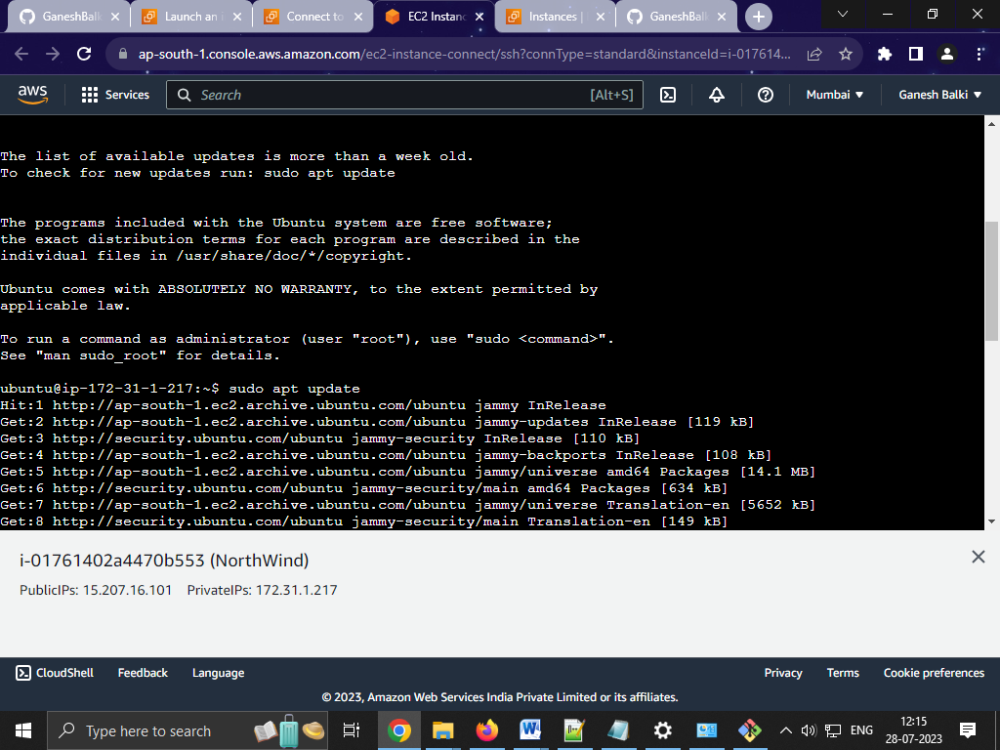 GaneshBall
Launch an i
Connect to
EC2 Instanc
Instances |
GaneshBall
ap-south-1.console.aws.amazon.com/ec2-instance-connect/ssh?connType=standard&instanceId=i-017614...
aws
Services
Search
[Alt+S]
Mumbai
Ganesh Balki
The list of available updates is more than a week old.
To check for new updates run: sudo apt update
The programs included with the Ubuntu system are free software;
the exact distribution terms for each program are described in the
individual files in /usr/share/doc/*/copyright.
Ubuntu comes with ABSOLUTELY NO WARRANTY, to the extent permitted by
applicable law.
To run a command as administrator (user "root"), use "sudo <command>".
See "man sudo_root" for details.
ubuntu@ip-172-31-1-217:~$ sudo apt update
Hit:1 http://ap-south-1.ec2.archive.ubuntu.com/ubuntu jammy InRelease
Get:2 http://ap-south-1.ec2.archive.ubuntu.com/ubuntu jammy-updates InRelease [119 kB]
Get:3 http://security.ubuntu.com/ubuntu jammy-security InRelease [110 kB]
Get:4 http://ap-south-1.ec2.archive.ubuntu.com/ubuntu jammy-backports InRelease [108 kB]
Get:5 http://ap-south-1.ec2.archive.ubuntu.com/ubuntu jammy/universe amd64 Packages [14.1 MB]
Get:6 http://security.ubuntu.com/ubuntu jammy-security/main amd64 Packages [634 kB]
Get:7 http://ap-south-1.ec2.archive.ubuntu.com/ubuntu jammy/universe Translation-en [5652 kB]
Get:8 http://security.ubuntu.com/ubuntu jammy-security/main Translation-en [149 kB]
i-01761402a4470b553 (NorthWind)
PublicIPs: 15.207.16.101 PrivateIPs: 172.31.1.217
CloudShell
Feedback
Language
Privacy
Terms
Cookie preferences
© 2023, Amazon Web Services India Private Limited or its affiliates.
Type here to search
ENG
12:15
28-07-2023